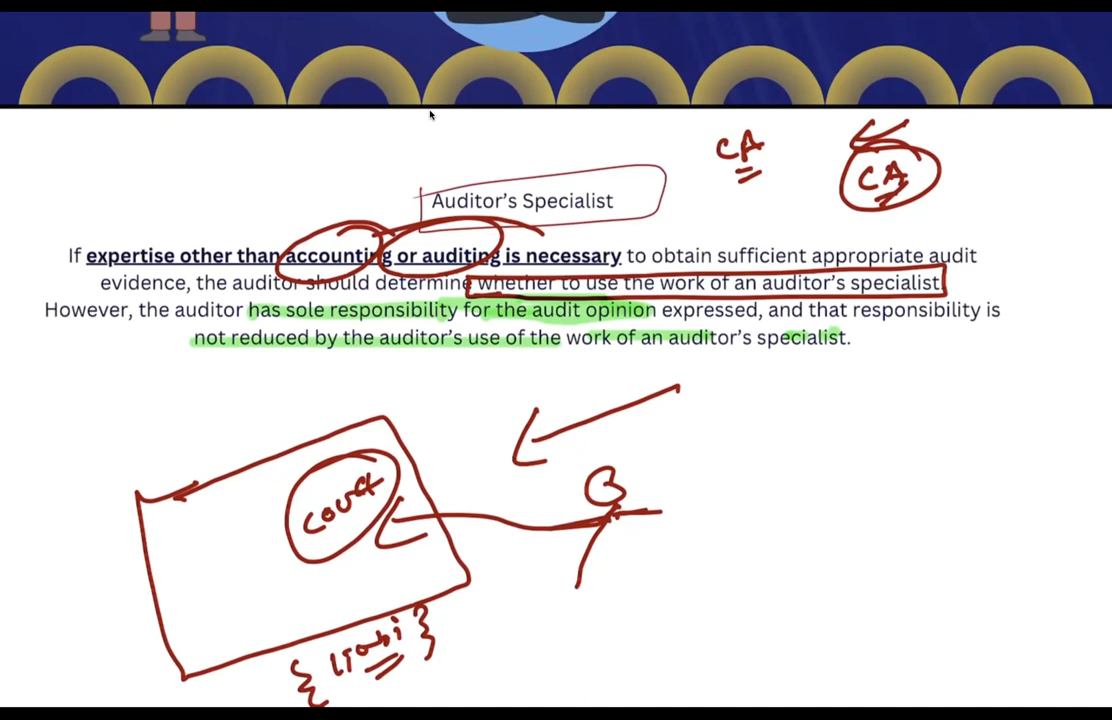 CA
CA
Auditor's Specialist
If expertise other than accounting or auditing is necessary to obtain sufficient appropriate audit
evidence, the auditor should determine whether to use the work of an auditor's specialist.
However, the auditor has sole responsibility for the audit opinion expressed, and that responsibility is
not reduced by the auditor's use of the work of an auditor's specialist.
court